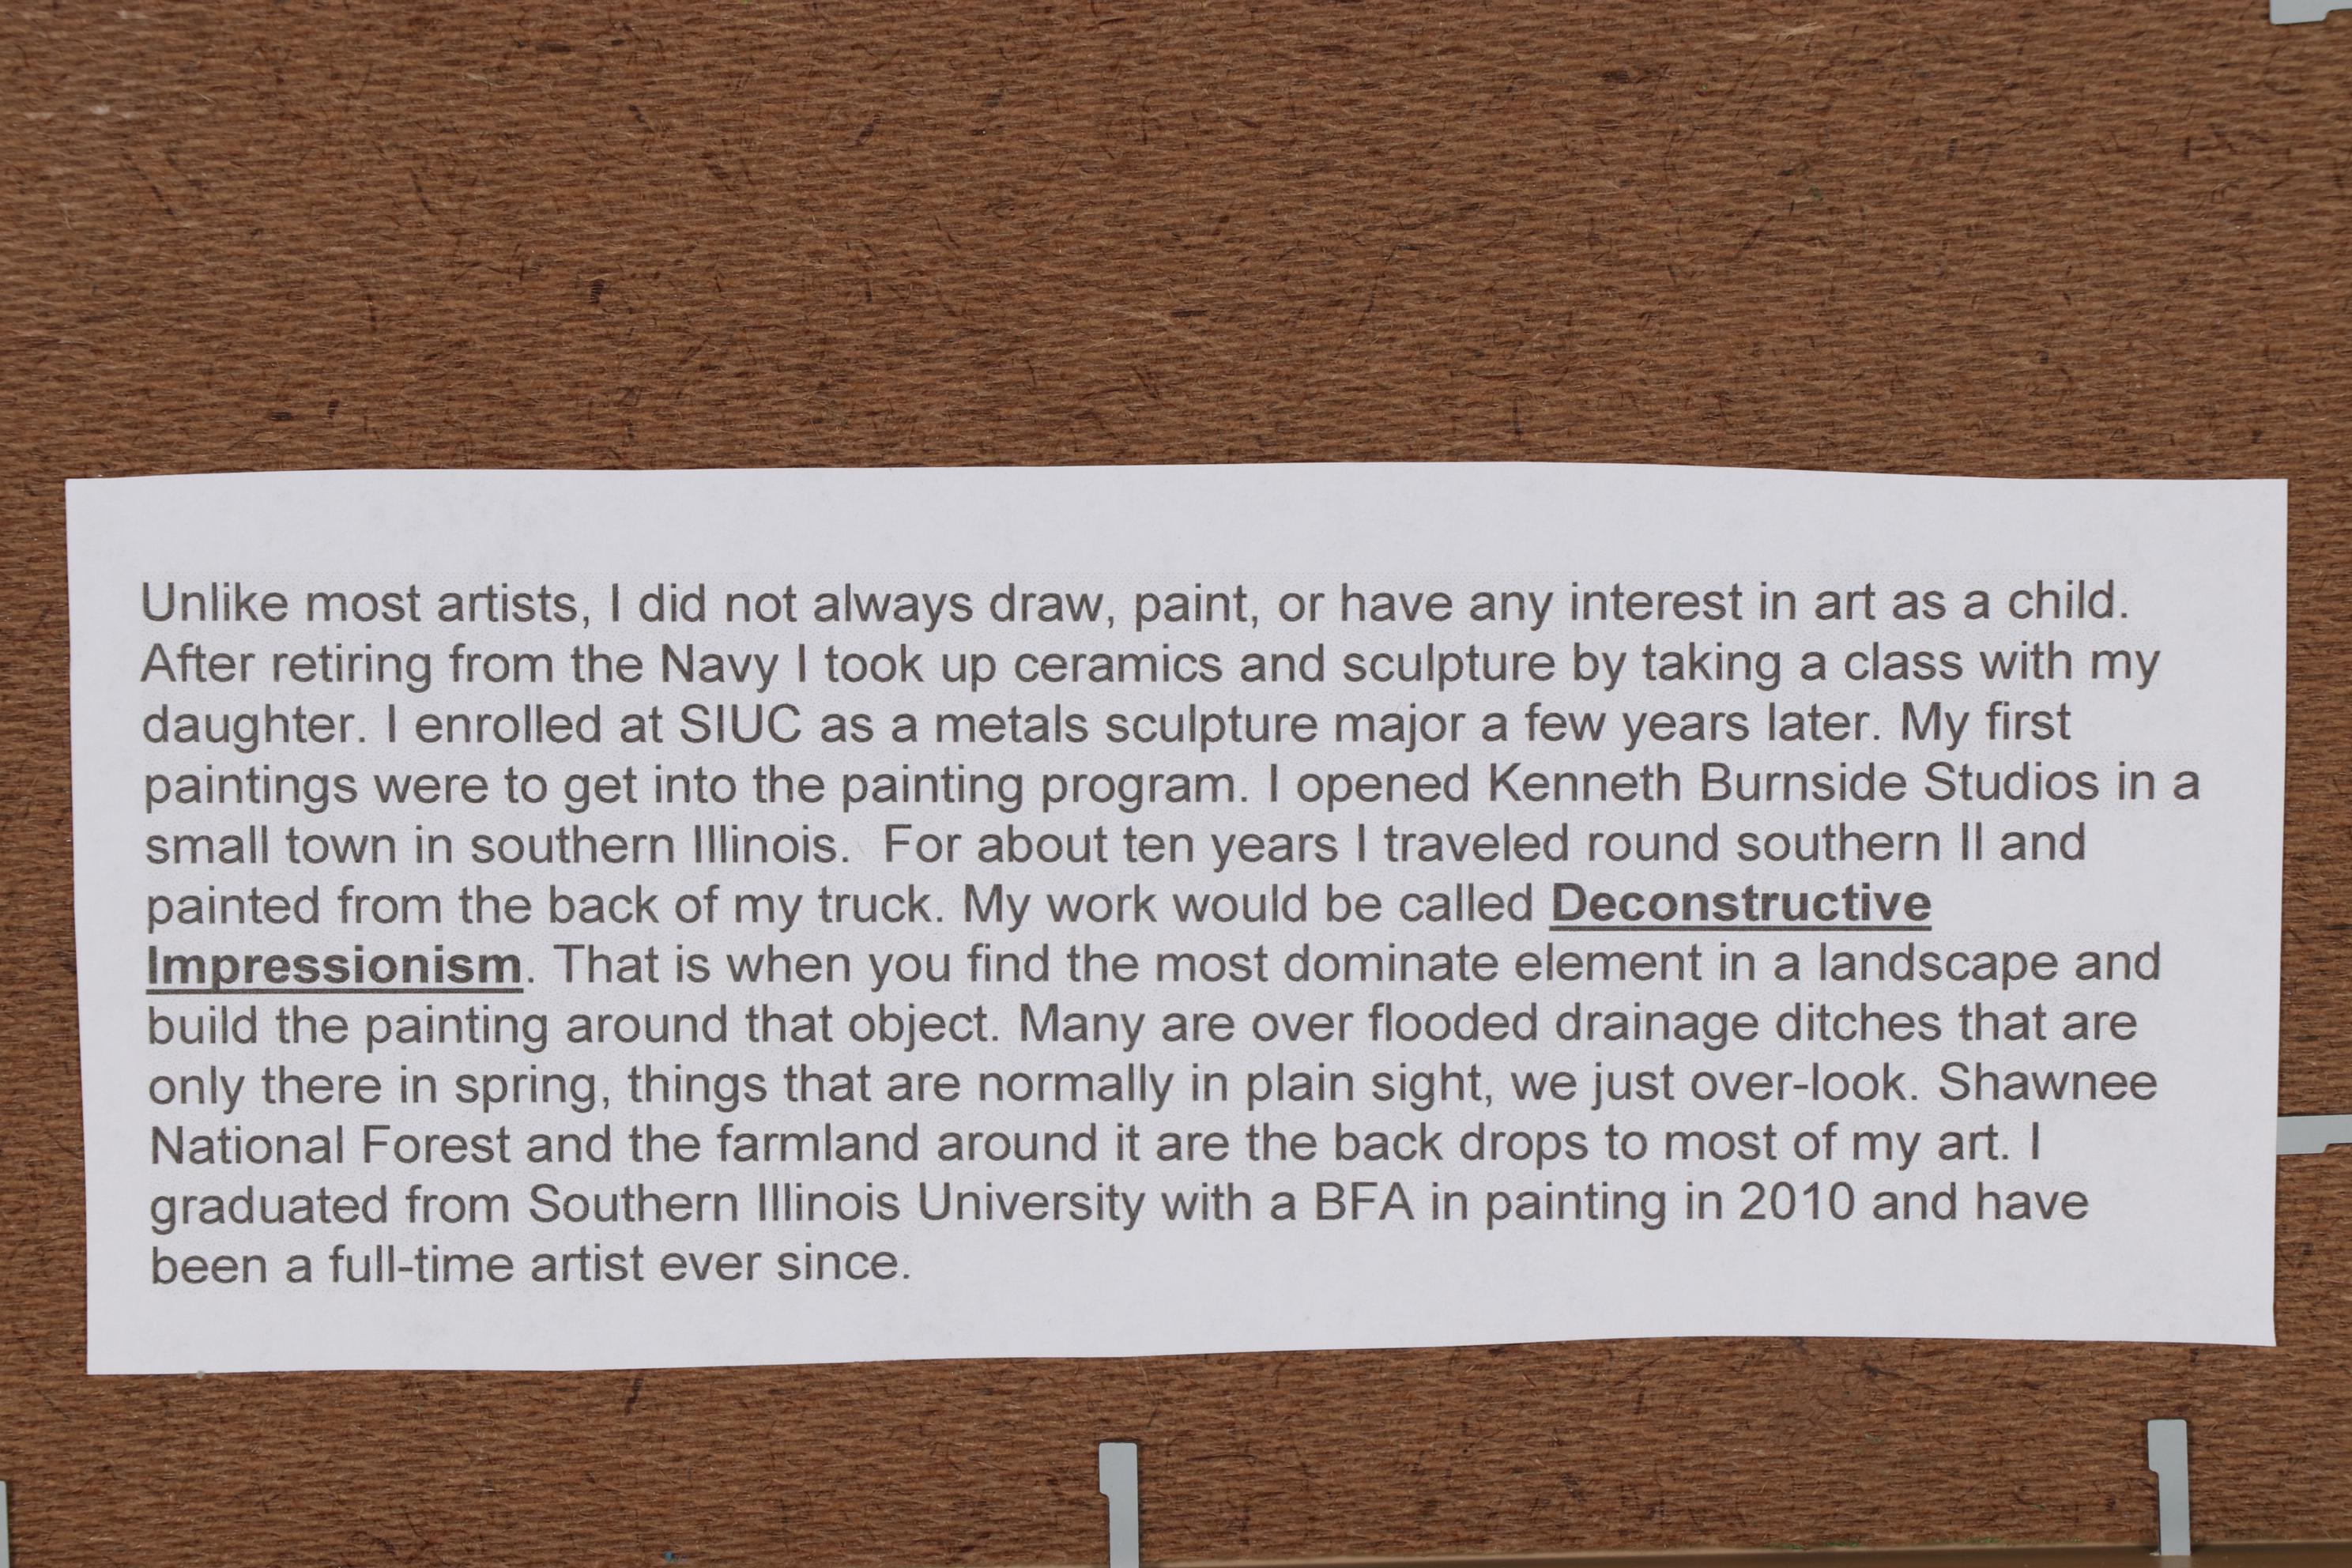 Unlike most artists, I did not always draw, paint, or have any interest in art as a child.
After retiring from the Navy I took up ceramics and sculpture by taking a class with my
daughter. I enrolled at SIUC as a metals sculpture major a few years later. My first
paintings were to get into the painting program. I opened Kenneth Burnside Studios in a
small town in southern Illinois.  For about ten years I traveled round southern Il and
painted from the back of my truck. My work would be called Deconstructive
Impressionism. That is when you find the most dominate element in a landscape and
build the painting around that object. Many are over flooded drainage ditches that are
only there in spring, things that are normally in plain sight, we just over-look. Shawnee
National Forest and the farmland around it are the back drops to most of my art. I
graduated from Southern Illinois University with a BFA in painting in 2010 and have
been a full-time artist ever since.